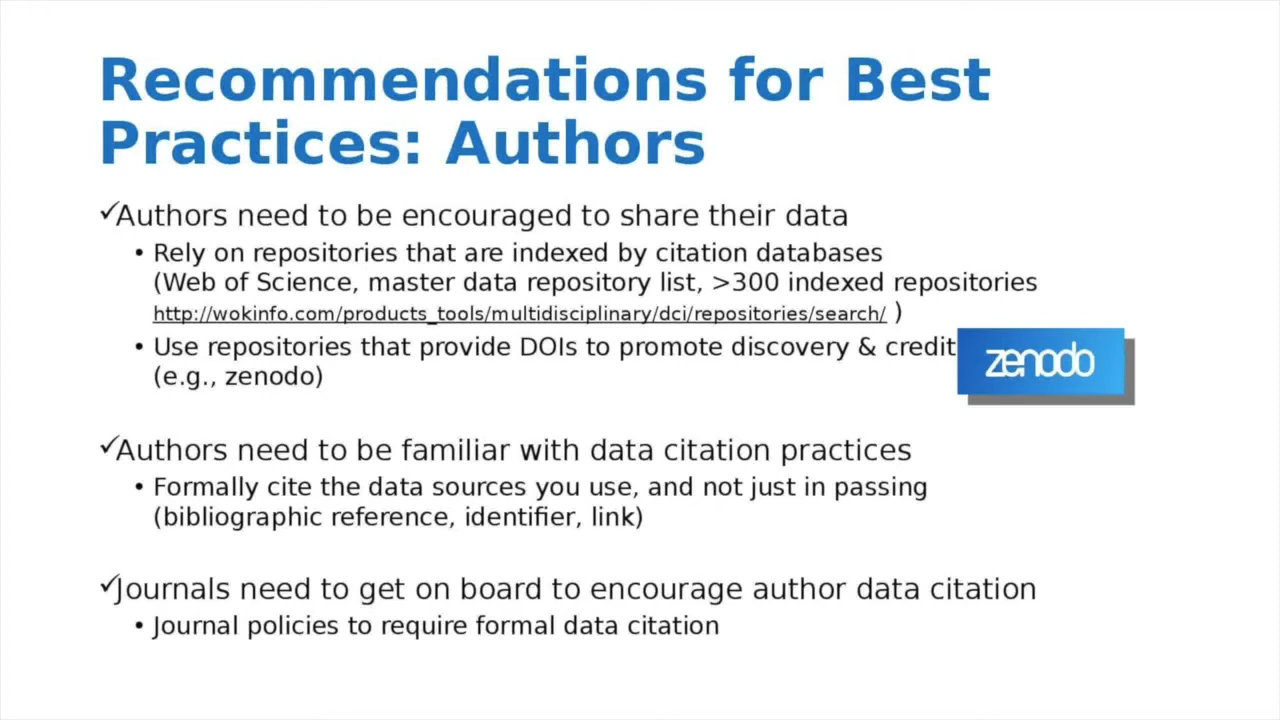 Recommendations for Best
Practices: Authors
✓Authors need to be encouraged to share their data
• Rely on repositories that are indexed by citation databases
(Web of Science, master data repository list, >300 indexed repositories
http://wokinfo.com/products_tools/multidisciplinary/dci/repositories/search/ )
• Use repositories that provide DOIs to promote discovery & credit
(e.g., zenodo)
zenodo
✓Authors need to be familiar with data citation practices
• Formally cite the data sources you use, and not just in passing
(bibliographic reference, identifier, link)
✓Journals need to get on board to encourage author data citation
• Journal policies to require formal data citation